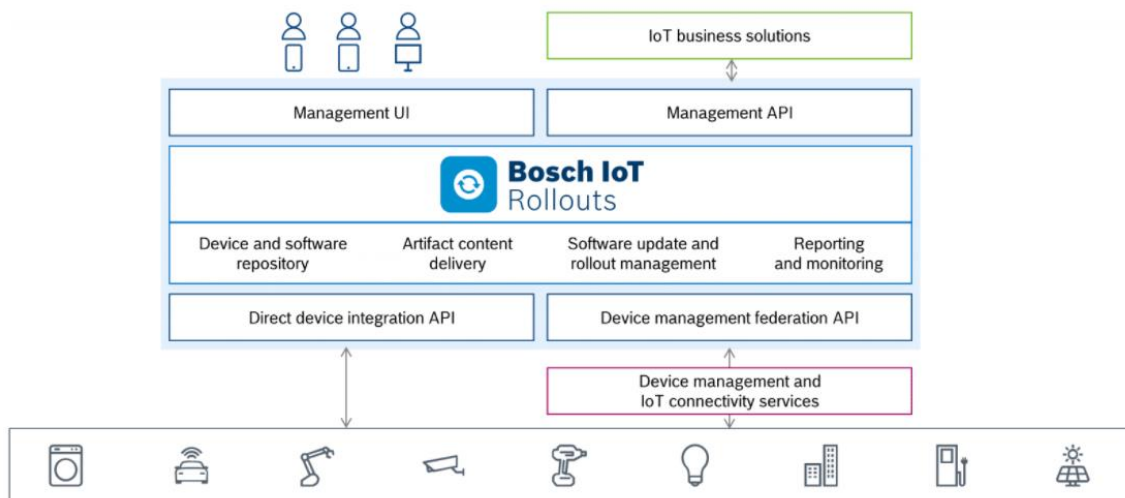 IoT business solutions
Management UI
Management API
Bosch IoT
Rollouts
Device and software
repository
Artifact content
delivery
Software update and
rollout management
Reporting
and monitoring
Direct device integration API
Device management federation API
Device management and
IoT connectivity services